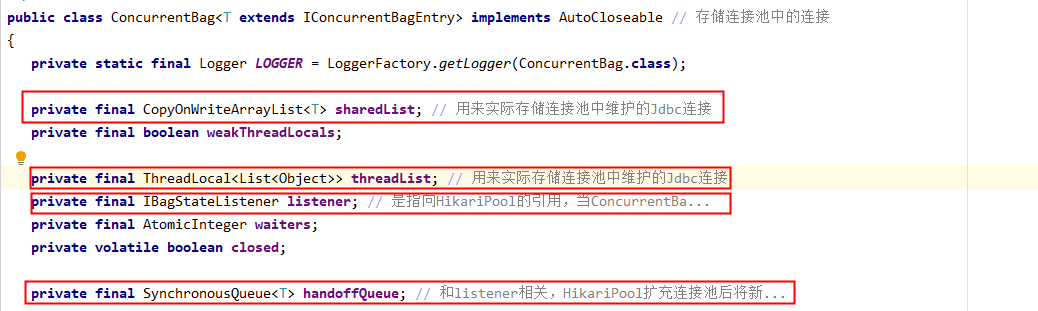 public class ConcurrentBag<T extends IConcurrentBagEntry> implements AutoCloseable // 存储连接池中的连接
{
private static final Logger LOGGER = LoggerFactory.getLogger(ConcurrentBag.class);
private final CopyOnWriteArrayList<T> sharedList; // 用来实际存储连接池中维护的Jdbc连接
private final boolean weakThreadLocals;
private final ThreadLocal<List<Object>> threadList; // 用来实际存储连接池中维护的Jdbc连接
private final IBagStateListener listener; // 是指向HikariPool的引用，当ConcurrentBa...
private final AtomicInteger waiters;
private volatile boolean closed;
private final SynchronousQueue<T> handoffQueue; // 和listener相关，HikariPool扩充连接池后将新...